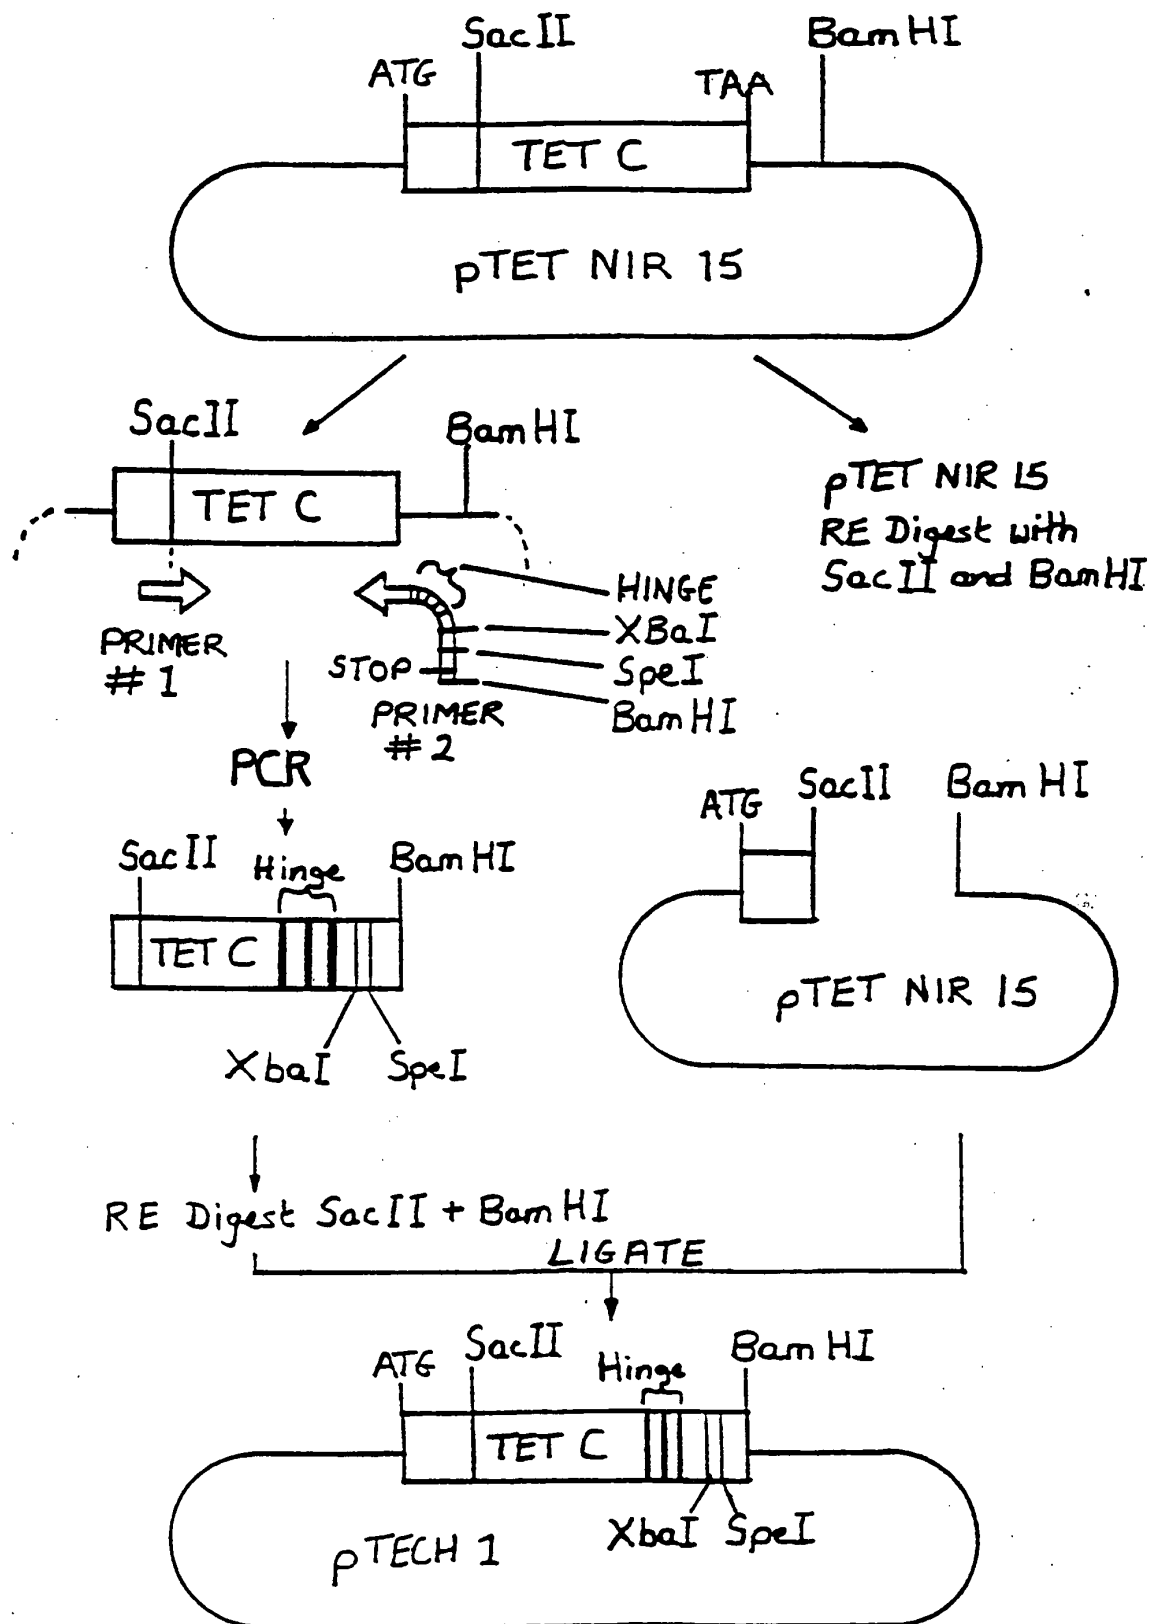 SacII
BamHI
ATG
TAA
TET C
pTET NIR 15
SacII
BamHI
TET C
pTET NIR 15
RE Digest with
SacII and BamHI
HINGE
XBaI
SpeI
BamHI
STOP
PRIMER
#1
PRIMER
#2
PCR
SacII
Hinge
BamHI
TET C
XbaI
SpeI
ATG
SacII
BamHI
pTET NIR 15
RE Digest SacII + BamHI
LIGATE
ATG
SacII
Hinge
BamHI
TET C
XbaI
SpeI
pTECH 1